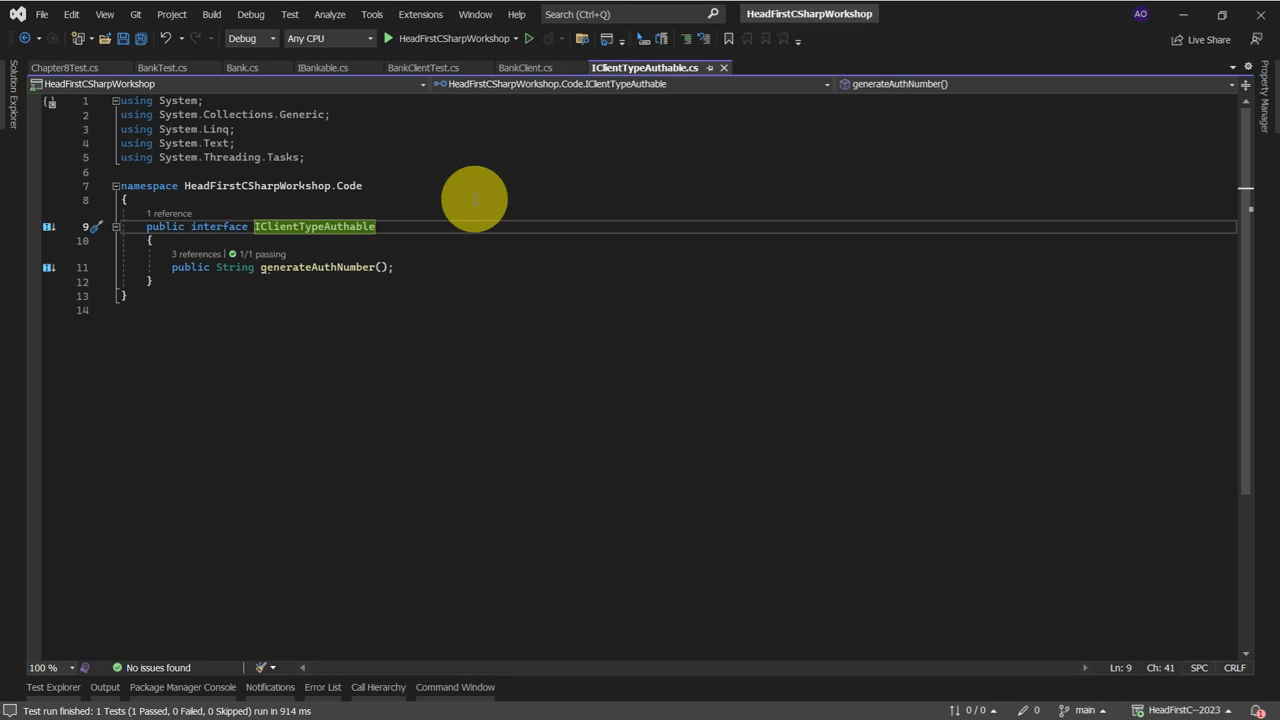 File Edit View Git Project Build Debug Test Analyze Tools Extensions Window Help Search (Ctrl+Q) HeadFirstCSharpWorkshop AO
Debug Any CPU HeadFirstCSharpWorkshop Live Share
Chapter8Test.cs BankTest.cs Bank.cs IBankable.cs BankClientTest.cs BankClient.cs IClientTypeAuthable.cs
HeadFirstCSharpWorkshop HeadFirstCSharpWorkshop.Code.IClientTypeAuthable generateAuthNumber()
Solution Explorer
Property Manager
1 using System;
2 using System.Collections.Generic;
3 using System.Linq;
4 using System.Text;
5 using System.Threading.Tasks;
6
7 namespace HeadFirstCSharpWorkshop.Code
8 {
1 reference
9 public interface IClientTypeAuthable
10 {
3 references | 1/1 passing
11 public String generateAuthNumber();
12 }
13 }
14
100 % No issues found Ln: 9 Ch: 41 SPC CRLF
Test Explorer Output Package Manager Console Notifications Error List Call Hierarchy Command Window
Test run finished: 1 Tests (1 Passed, 0 Failed, 0 Skipped) run in 914 ms 0 / 0 0 main HeadFirstC--2023 1